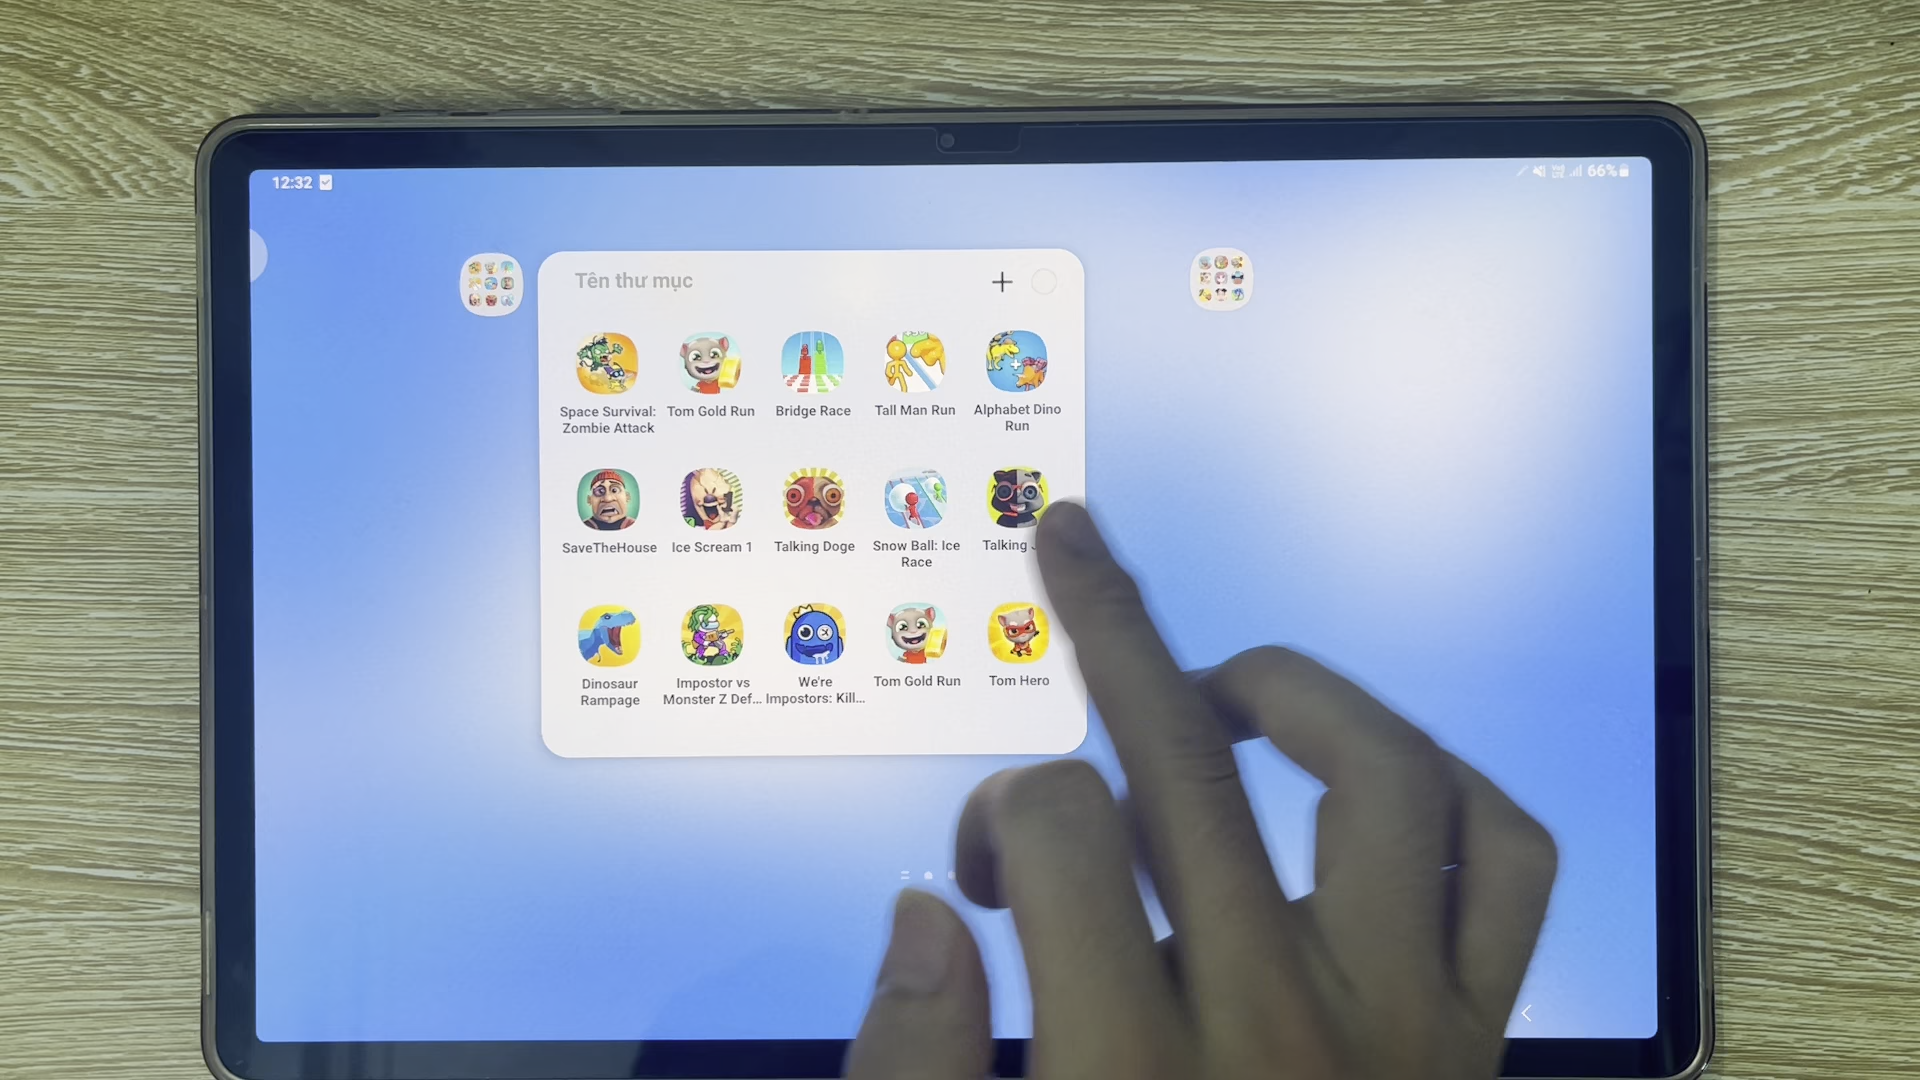 12:32
66%
Tên thư mục
Space Survival:
Zombie Attack
Tom Gold Run
Bridge Race
Tall Man Run
Alphabet Dino
Run
SaveTheHouse
Ice Scream 1
Talking Doge
Snow Ball: Ice
Race
Talking
Dinosaur
Rampage
Impostor vs
Monster Z Def...
We're
Impostors: Kill...
Tom Gold Run
Tom Hero